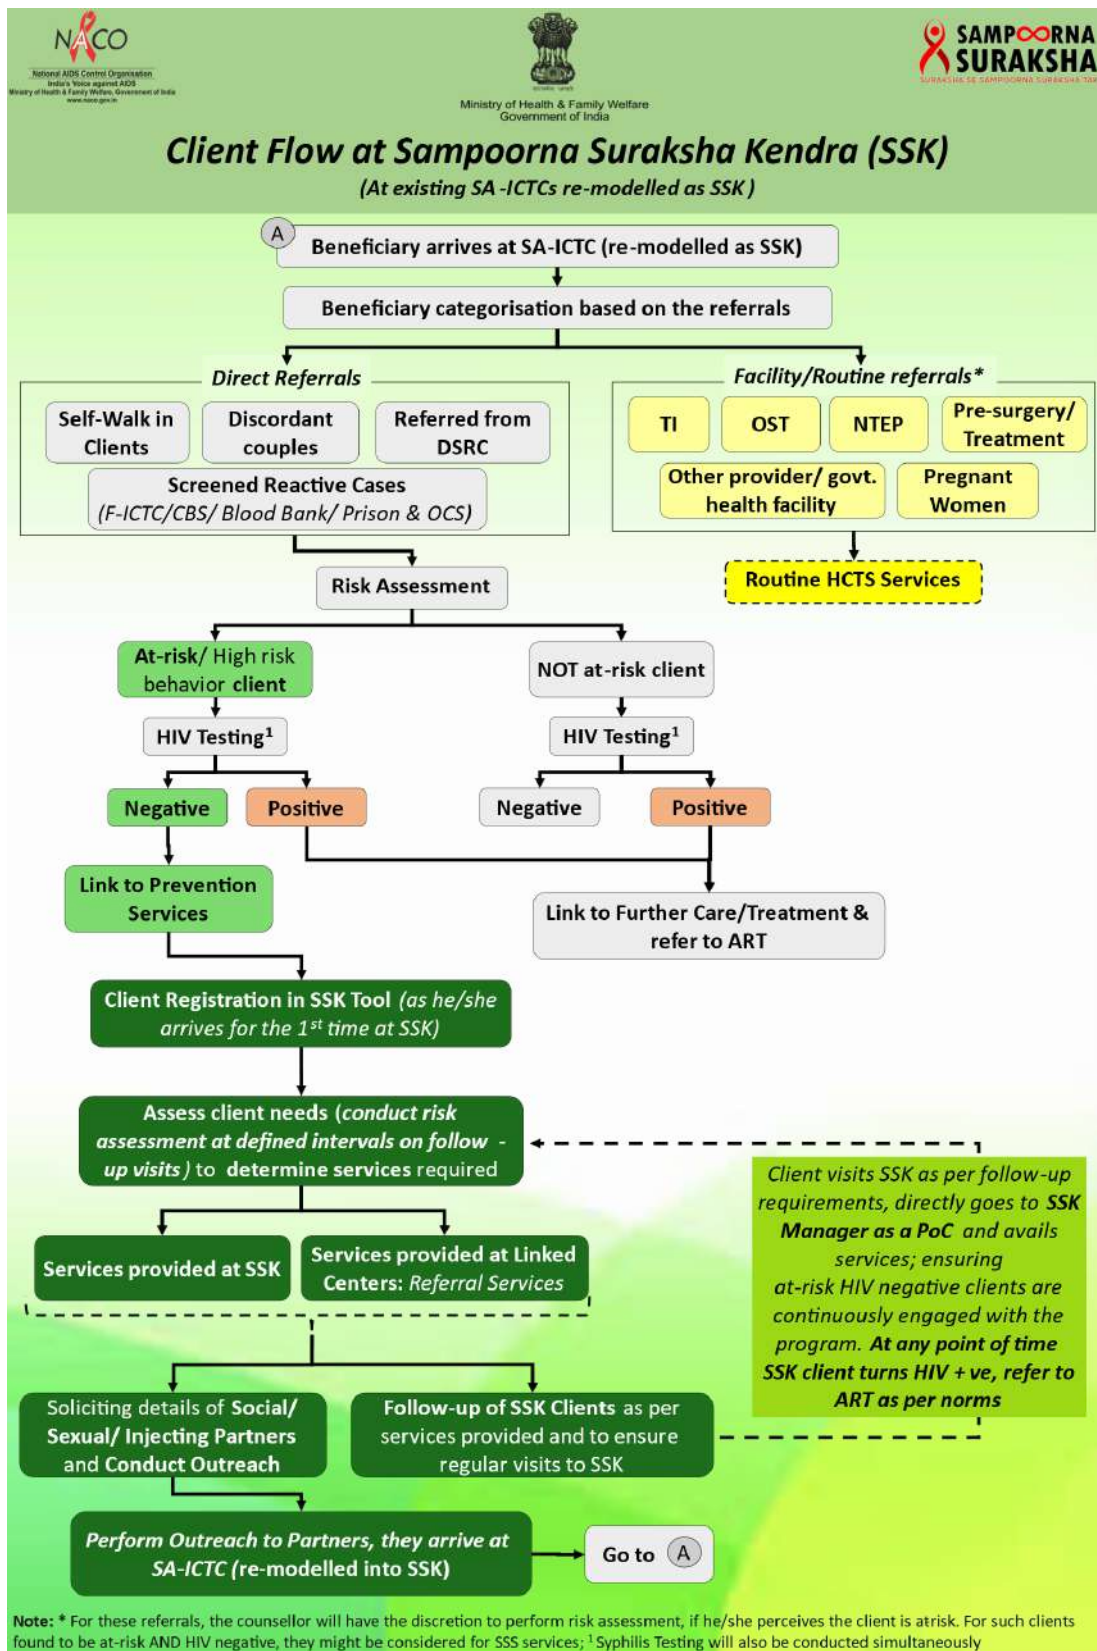 NACO
National AIDS Control Organisation
India's Voice against AIDS
Ministry of Health & Family Welfare, Government of India
www.naco.gov.in
Ministry of Health & Family Welfare
Government of India
SAMPOORNA
SURAKSHA
SURAKSHA SE SAMPOORNA SURAKSHA TAK
Client Flow at Sampoorna Suraksha Kendra (SSK)
(At existing SA -ICTCs re-modelled as SSK )
A
Beneficiary arrives at SA-ICTC (re-modelled as SSK)
Beneficiary categorisation based on the referrals
Direct Referrals
Self-Walk in
Clients
Discordant
couples
Referred from
DSRC
Screened Reactive Cases
(F-ICTC/CBS/ Blood Bank/ Prison & OCS)
Facility/Routine referrals*
TI
OST
NTEP
Pre-surgery/
Treatment
Other provider/ govt.
health facility
Pregnant
Women
Routine HCTS Services
Risk Assessment
At-risk/ High risk
behavior client
NOT at-risk client
HIV Testing¹
HIV Testing¹
Negative
Positive
Negative
Positive
Link to Prevention
Services
Link to Further Care/Treatment &
refer to ART
Client Registration in SSK Tool (as he/she
arrives for the 1st time at SSK)
Assess client needs (conduct risk
assessment at defined intervals on follow -
up visits) to determine services required
Services provided at SSK
Services provided at Linked
Centers: Referral Services
Client visits SSK as per follow-up
requirements, directly goes to SSK
Manager as a PoC and avails
services; ensuring
at-risk HIV negative clients are
continuously engaged with the
program. At any point of time
SSK client turns HIV +ve, refer to
ART as per norms
Soliciting details of Social/
Sexual/ Injecting Partners
and Conduct Outreach
Follow-up of SSK Clients as per
services provided and to ensure
regular visits to SSK
Perform Outreach to Partners, they arrive at
SA-ICTC (re-modelled into SSK)
Go to A
Note: * For these referrals, the counsellor will have the discretion to perform risk assessment, if he/she perceives the client is atrisk. For such clients
found to be at-risk AND HIV negative, they might be considered for SSS services; ¹ Syphilis Testing will also be conducted simultaneously